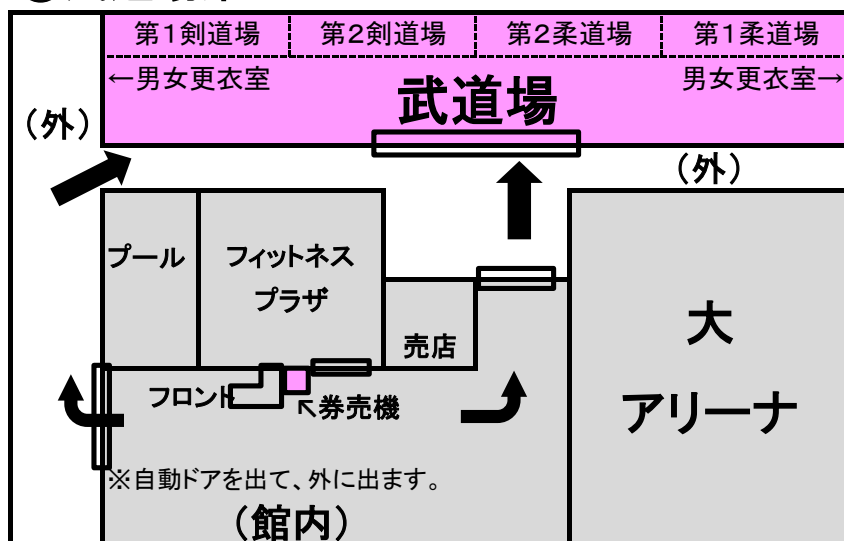 第1剣道場 第2剣道場 第2柔道場 第1柔道場
←男女更衣室 男女更衣室→
武道場
(外)
(外)
プール フィットネス
プラザ
売店
大
アリーナ
フロント
↖券売機
※自動ドアを出て、外に出ます。
(館内)